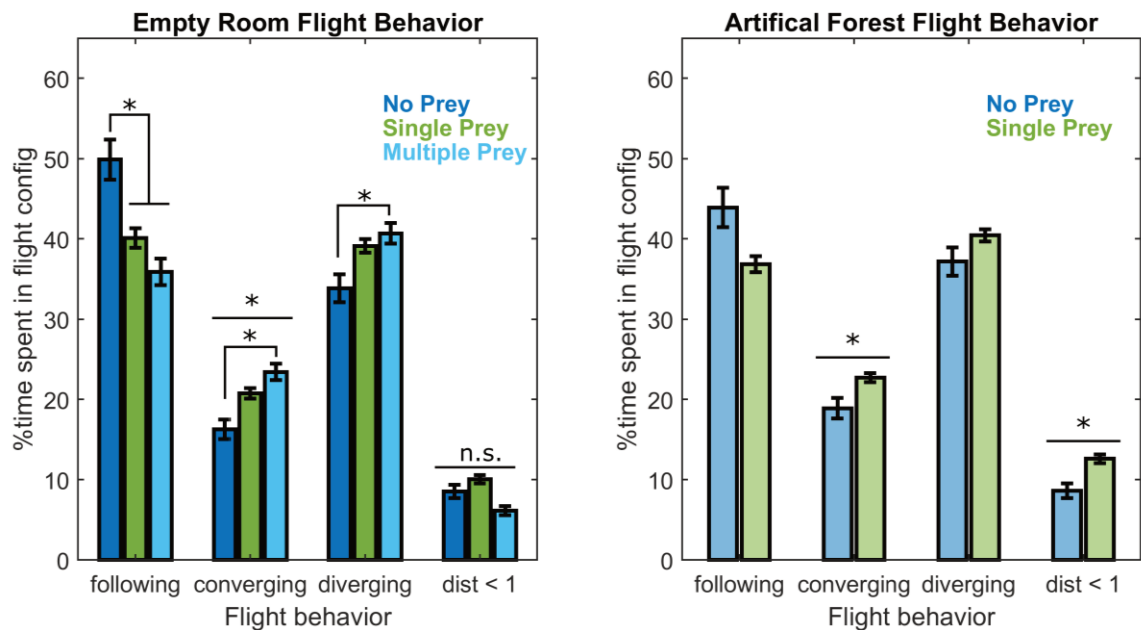 Empty Room Flight Behavior
%time spent in flight config
60
50
40
30
20
10
0
*
No Prey
Single Prey
Multiple Prey
*
*
*
n.s.
following
converging
diverging
dist < 1
Flight behavior
Artifical Forest Flight Behavior
%time spent in flight config
60
50
40
30
20
10
0
No Prey
Single Prey
*
*
following
converging
diverging
dist < 1
Flight behavior